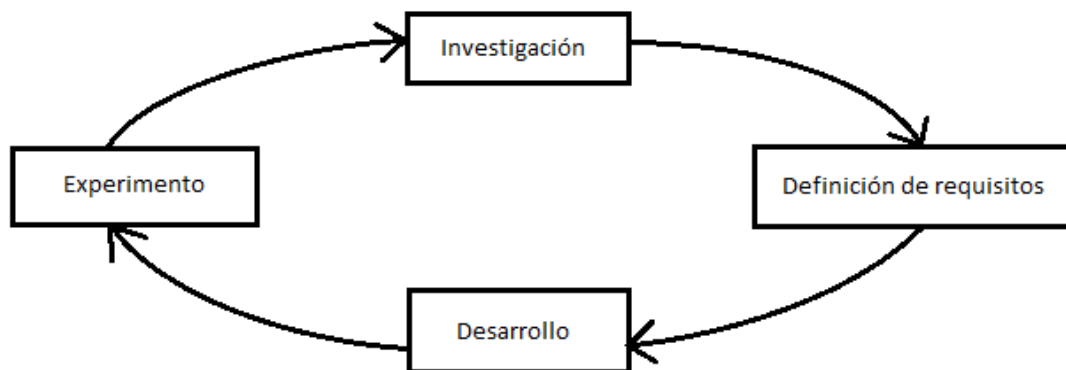 Investigación
Experimento
Definición de requisitos
Desarrollo